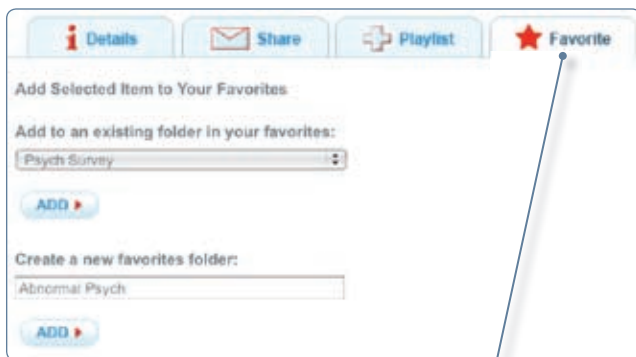 Details Share Playlist Favorite
Add Selected Item to Your Favorites
Add to an existing folder in your favorites:
Psych Survey
ADD
Create a new favorites folder:
Abnormal Psych
ADD